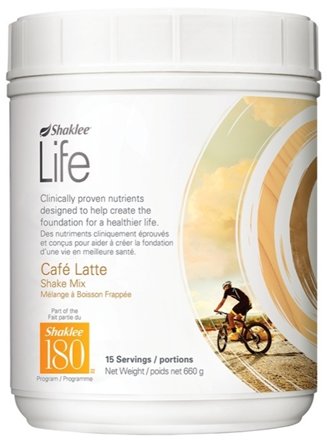 Shaklee
Life
Clinically proven nutrients
designed to help create the
foundation for a healthier life.
Des nutriments cliniquement éprouvés
et conçus pour aider à créer la fondation
d'une vie en meilleure santé.
Café Latte
Shake Mix
Mélange à Boisson Frappée
Part of the
Fait partie du
Shaklee
180
Program / Programme
15 Servings / portions
Net Weight / poids net 660 g